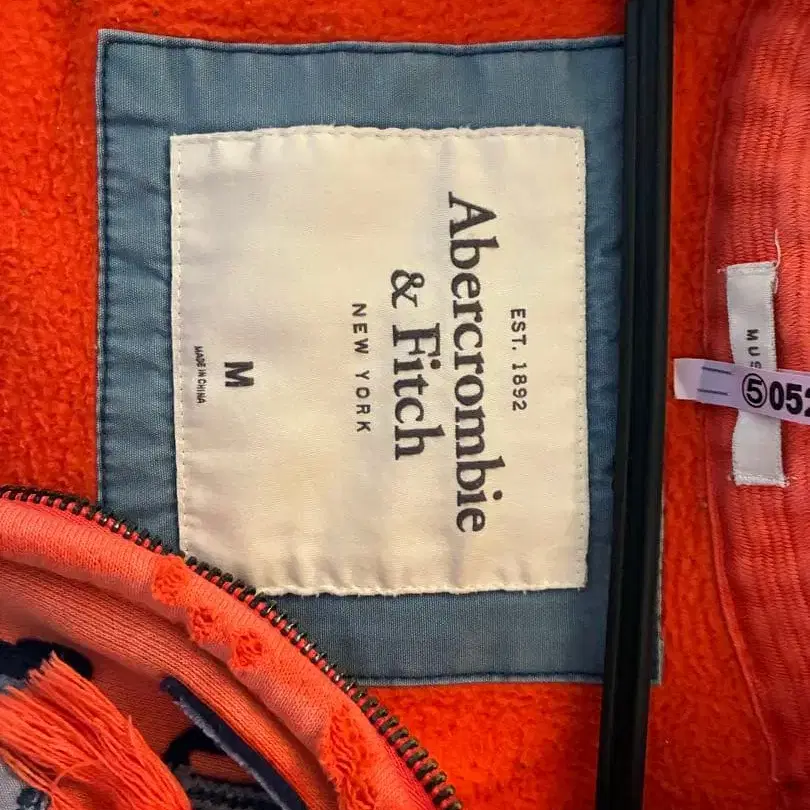 EST. 1892
Abercrombie
& Fitch
NEW YORK
M
MADE IN CHINA
MUS
⑤052